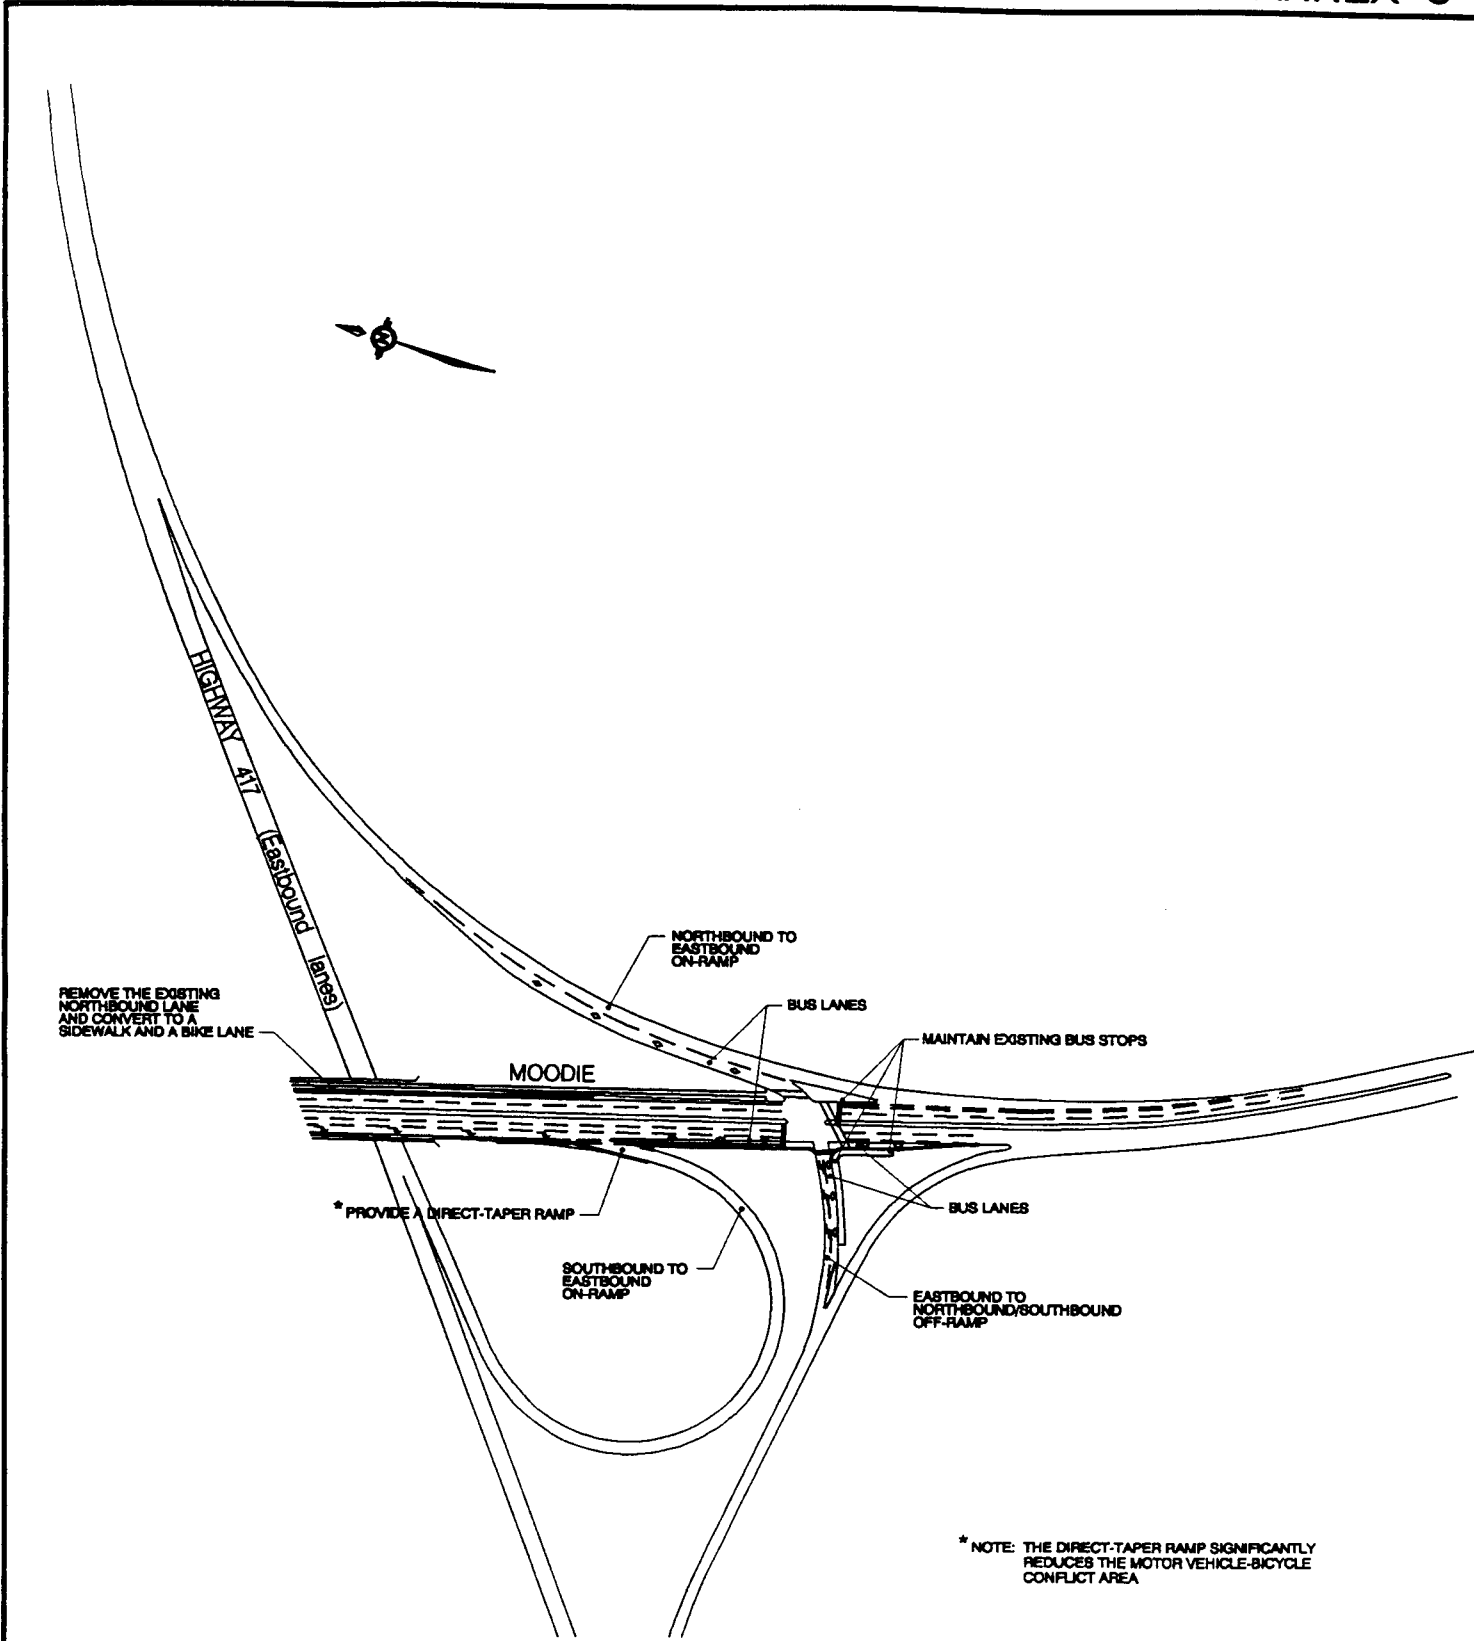 N
HIGHWAY 417 (Eastbound lanes)
NORTHBOUND TO
EASTBOUND
ON-RAMP
BUS LANES
REMOVE THE EXISTING
NORTHBOUND LANE
AND CONVERT TO A
SIDEWALK AND A BIKE LANE
MAINTAIN EXISTING BUS STOPS
MOODIE
* PROVIDE A DIRECT-TAPER RAMP
BUS LANES
SOUTHBOUND TO
EASTBOUND
ON-RAMP
EASTBOUND TO
NORTHBOUND/SOUTHBOUND
OFF-RAMP
* NOTE: THE DIRECT-TAPER RAMP SIGNIFICANTLY
REDUCES THE MOTOR VEHICLE-BICYCLE
CONFLICT AREA